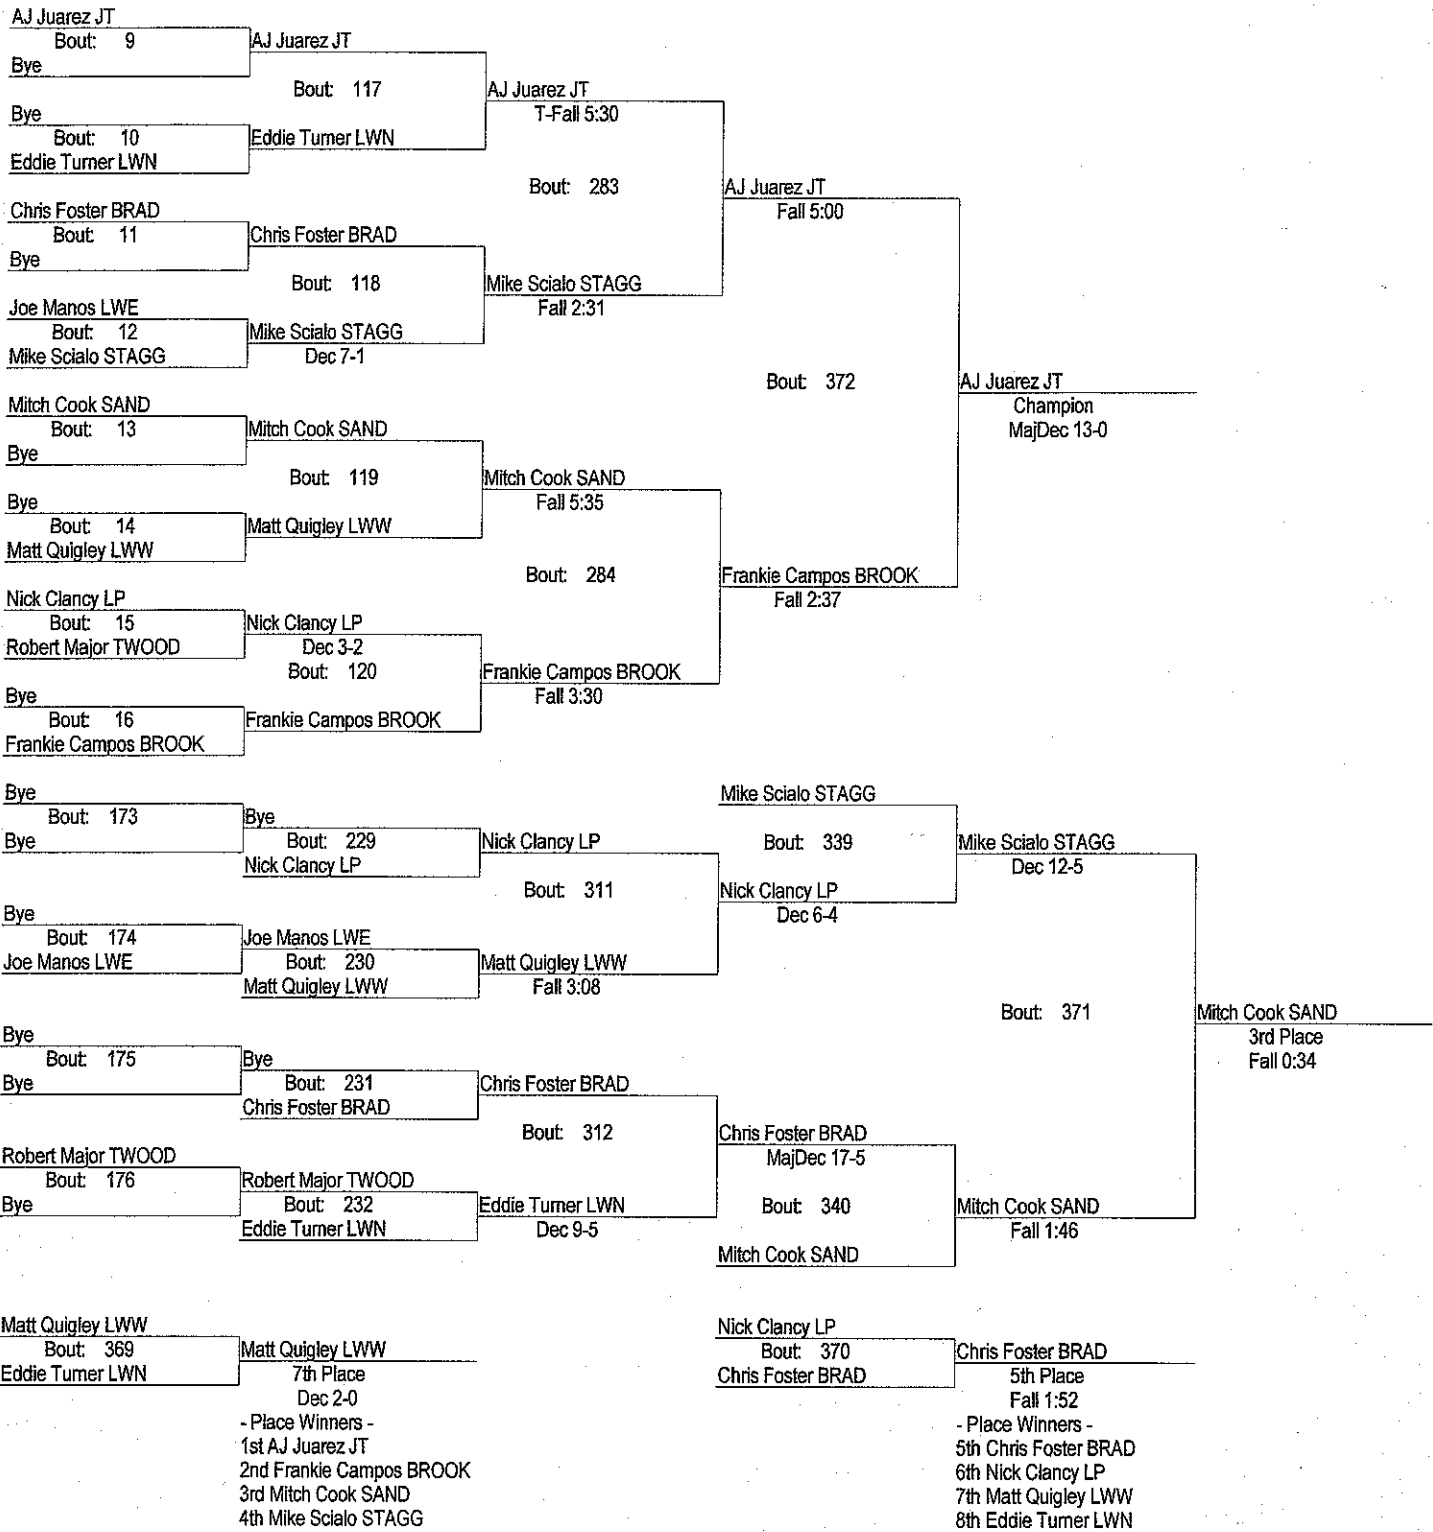 AJ Juarez JT
Bout: 9
Bye
AJ Juarez JT
Bout: 117
Bye
Bout: 10
Eddie Turner LWN
Eddie Turner LWN
AJ Juarez JT
T-Fall 5:30
Bout: 283
Chris Foster BRAD
Bout: 11
Bye
Chris Foster BRAD
Bout: 118
Joe Manos LWE
Bout: 12
Mike Scialo STAGG
Mike Scialo STAGG
Dec 7-1
Mike Scialo STAGG
Fall 2:31
AJ Juarez JT
Fall 5:00
Bout: 372
AJ Juarez JT
Champion
MajDec 13-0
Mitch Cook SAND
Bout: 13
Bye
Mitch Cook SAND
Bout: 119
Bye
Bout: 14
Matt Quigley LWW
Matt Quigley LWW
Mitch Cook SAND
Fall 5:35
Bout: 284
Nick Clancy LP
Bout: 15
Robert Major TWOOD
Nick Clancy LP
Dec 3-2
Bout: 120
Bye
Bout: 16
Frankie Campos BROOK
Frankie Campos BROOK
Frankie Campos BROOK
Fall 3:30
Frankie Campos BROOK
Fall 2:37
Bye
Bout: 173
Bye
Bye
Bout: 229
Nick Clancy LP
Nick Clancy LP
Bout: 311
Bye
Bout: 174
Joe Manos LWE
Joe Manos LWE
Bout: 230
Matt Quigley LWW
Matt Quigley LWW
Fall 3:08
Mike Scialo STAGG
Bout: 339
Nick Clancy LP
Dec 6-4
Mike Scialo STAGG
Dec 12-5
Bout: 371
Mitch Cook SAND
3rd Place
Fall 0:34
Bye
Bout: 175
Bye
Bye
Bout: 231
Chris Foster BRAD
Chris Foster BRAD
Bout: 312
Robert Major TWOOD
Bout: 176
Bye
Robert Major TWOOD
Bout: 232
Eddie Turner LWN
Eddie Turner LWN
Dec 9-5
Chris Foster BRAD
MajDec 17-5
Bout: 340
Mitch Cook SAND
Mitch Cook SAND
Fall 1:46
Matt Quigley LWW
Bout: 369
Eddie Turner LWN
Matt Quigley LWW
7th Place
Dec 2-0
- Place Winners -
1st AJ Juarez JT
2nd Frankie Campos BROOK
3rd Mitch Cook SAND
4th Mike Scialo STAGG
Nick Clancy LP
Bout: 370
Chris Foster BRAD
Chris Foster BRAD
5th Place
Fall 1:52
- Place Winners -
5th Chris Foster BRAD
6th Nick Clancy LP
7th Matt Quigley LWW
8th Eddie Turner LWN